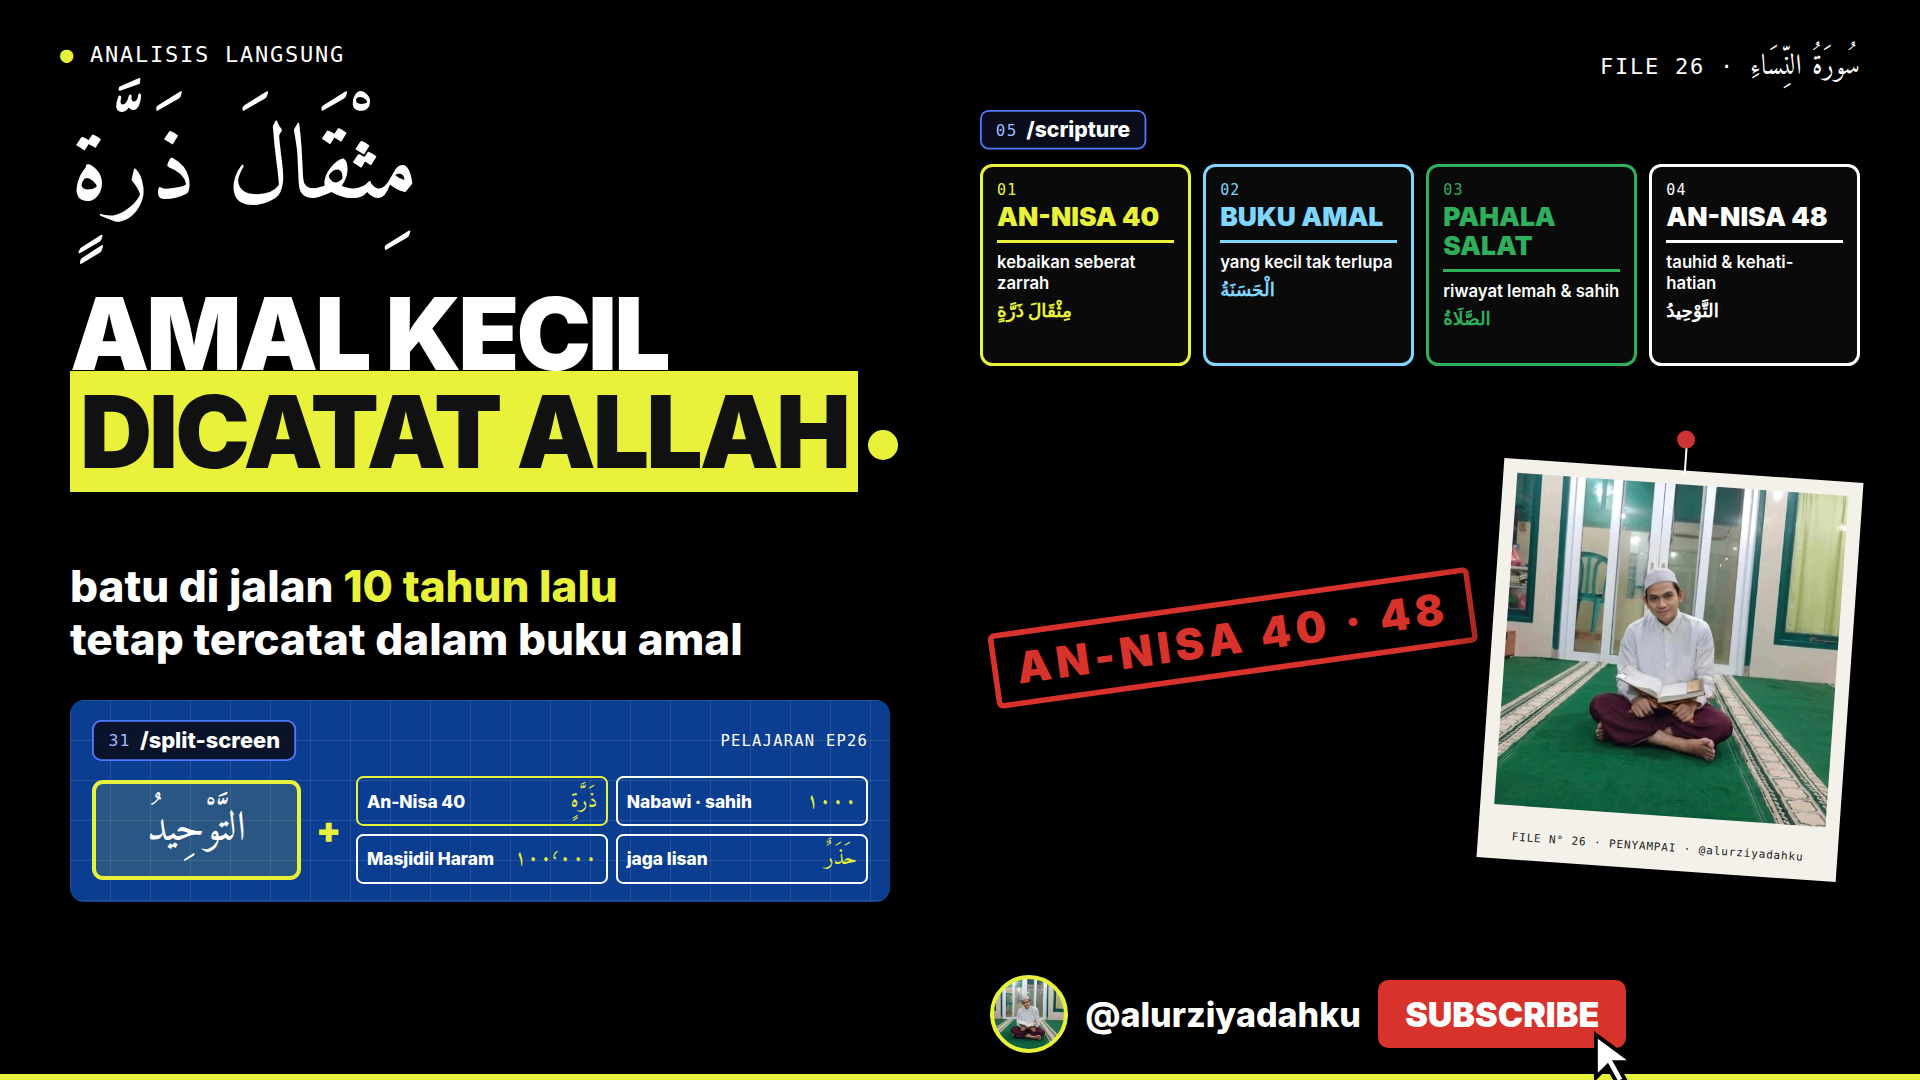 ANALISIS LANGSUNG
FILE 26 · سُورَةُ النِّسَاءِ
مِثْقَالَ ذَرَّةٍ
AMAL KECIL
DICATAT ALLAH
batu di jalan 10 tahun lalu
tetap tercatat dalam buku amal
31 /split-screen
PELAJARAN EP26
التَّوْحِيدُ
+
An-Nisa 40 ذَرَّةٍ
Nabawi · sahih ١٠٠٠
Masjidil Haram ١٠٠٬٠٠٠
jaga lisan حَذَرٌ
05 /scripture
01
AN-NISA 40
kebaikan seberat
zarrah
مِثْقَالَ ذَرَّةٍ
02
BUKU AMAL
yang kecil tak terlupa
الْحَسَنَةُ
03
PAHALA
SALAT
riwayat lemah & sahih
الصَّلَاةُ
04
AN-NISA 48
tauhid & kehati-
hatian
التَّوْحِيدُ
AN-NISA 40 · 48
FILE N° 26 · PENYAMPAI · @alurziyadahku
@alurziyadahku
SUBSCRIBE